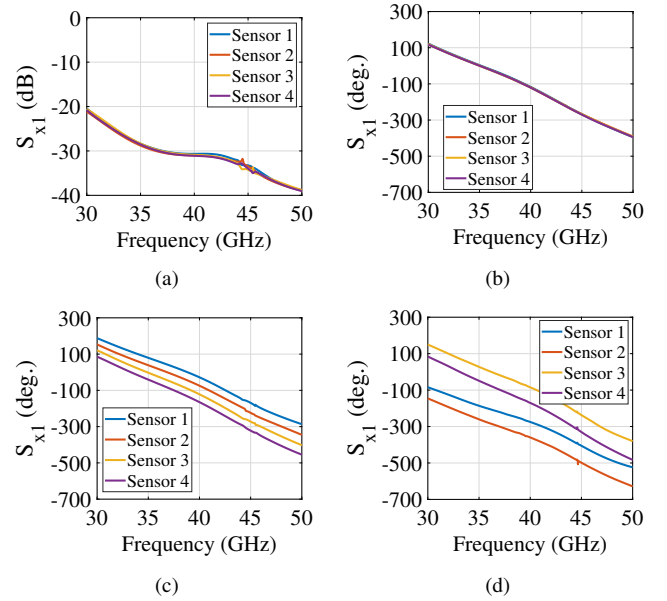 0
-10
-20
-30
-40
S_x1 (dB)
30 35 40 45 50
Frequency (GHz)
Sensor 1
Sensor 2
Sensor 3
Sensor 4
(a)
300
100
-100
-300
-500
-700
S_x1 (deg.)
Sensor 1
Sensor 2
Sensor 3
Sensor 4
30 35 40 45 50
Frequency (GHz)
(b)
300
100
-100
-300
-500
-700
S_x1 (deg.)
Sensor 1
Sensor 2
Sensor 3
Sensor 4
30 35 40 45 50
Frequency (GHz)
(c)
300
100
-100
-300
-500
-700
S_x1 (deg.)
Sensor 1
Sensor 2
Sensor 3
Sensor 4
30 35 40 45 50
Frequency (GHz)
(d)